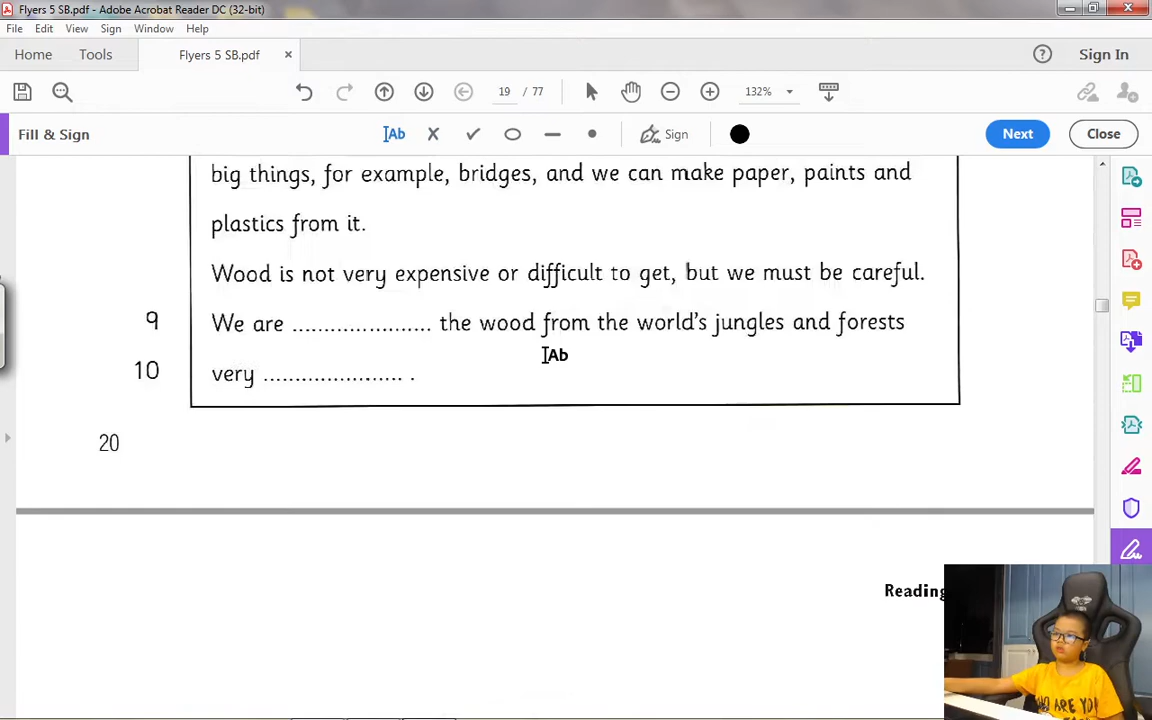 Flyers 5 SB.pdf - Adobe Acrobat Reader DC (32-bit)
File Edit View Sign Window Help
Home Tools Flyers 5 SB.pdf × Sign In
19 / 77 132%
Fill & Sign Ab Sign Next Close
big things, for example, bridges, and we can make paper, paints and
plastics from it.
Wood is not very expensive or difficult to get, but we must be careful.
9 We are ...................... the wood from the world's jungles and forests
Ab
10 very ...................... .
20
Reading